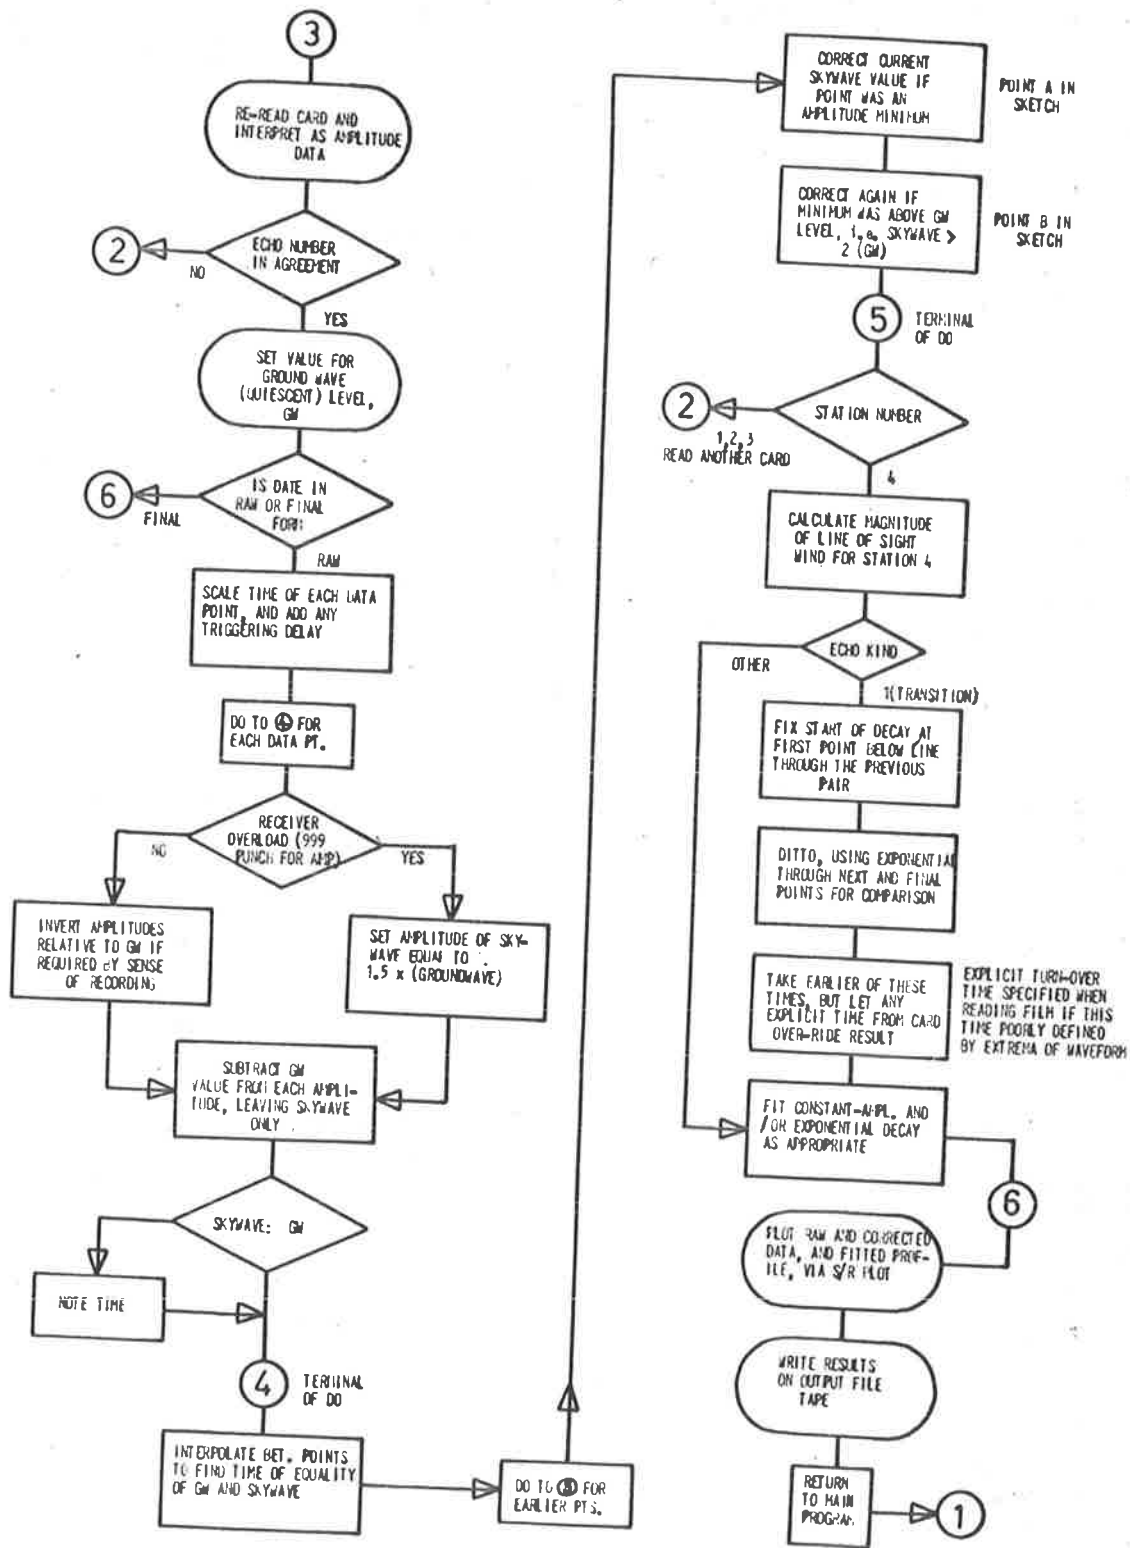 3
RE-READ CARD AND
INTERPRET AS AMPLITUDE
DATA
2
NO
ECHO NUMBER
IN AGREEMENT
YES
SET VALUE FOR
GROUND WAVE
(QUIESCENT) LEVEL,
GW
6
FINAL
IS DATE IN
RAW OR FINAL
FORM
RAW
SCALE TIME OF EACH DATA
POINT, AND ADD ANY
TRIGGERING DELAY
DO TO 4 FOR
EACH DATA PT.
RECEIVER
OVERLOAD (999
PUNCH FOR AMP)
NO
YES
INVERT AMPLITUDES
RELATIVE TO GW IF
REQUIRED BY SENSE
OF RECORDING
SET AMPLITUDE OF SKY-
WAVE EQUAL TO
1.5 x (GROUNDWAVE)
SUBTRACT GW
VALUE FROM EACH AMPLI-
TUDE, LEAVING SKYWAVE
ONLY
SKYWAVE: GW
NOTE TIME
4
TERMINAL
OF DO
INTERPOLATE BET. POINTS
TO FIND TIME OF EQUALITY
OF GW AND SKYWAVE
DO TO 5 FOR
EARLIER PTS.
CORRECT CURRENT
SKYWAVE VALUE IF
POINT WAS AN
AMPLITUDE MINIMUM
POINT A IN
SKETCH
CORRECT AGAIN IF
MINIMUM WAS ABOVE GW
LEVEL, i.e. SKYWAVE >
2 (GW)
POINT B IN
SKETCH
5
TERMINAL
OF DO
2
STATION NUMBER
1,2,3
READ ANOTHER CARD
4
CALCULATE MAGNITUDE
OF LINE OF SIGHT
WIND FOR STATION 4
ECHO KIND
OTHER
1(TRANSITION)
FIX START OF DECAY AT
FIRST POINT BELOW LINE
THROUGH THE PREVIOUS
PAIR
DITTO, USING EXPONENTIAL
THROUGH NEXT AND FINAL
POINTS FOR COMPARISON
TAKE EARLIER OF THESE
TIMES, BUT LET ANY
EXPLICIT TIME FROM CARD
OVER-RIDE RESULT
EXPLICIT TURN-OVER
TIME SPECIFIED WHEN
READING FILM IF THIS
TIME POORLY DEFINED
BY EXTREMA OF WAVEFORM
FIT CONSTANT-AMPL. AND
/OR EXPONENTIAL DECAY
AS APPROPRIATE
6
PLOT RAW AND CORRECTED
DATA, AND FITTED PROF-
ILE, VIA S/R PLOT
WRITE RESULTS
ON OUTPUT FILE
TAPE
RETURN
TO MAIN
PROGRAM
1